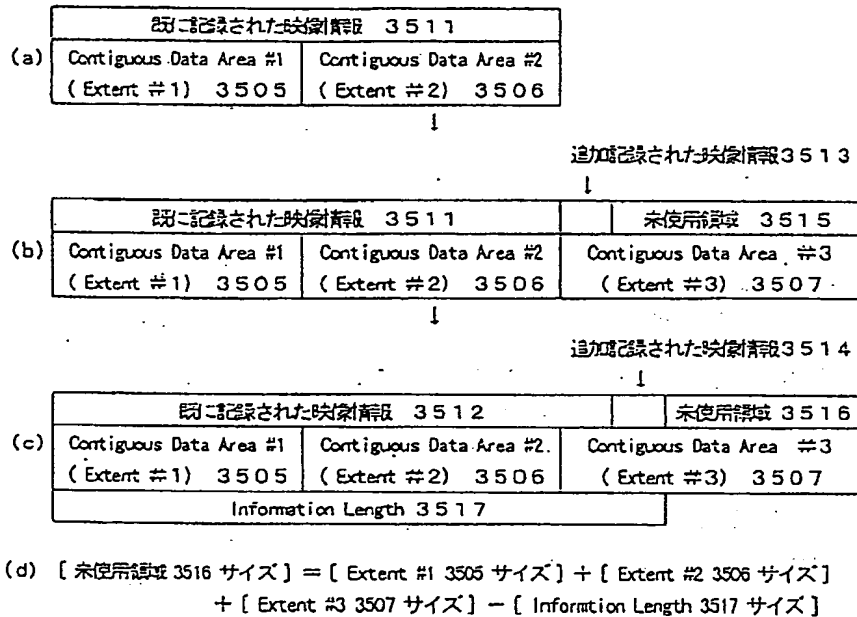 既に記録された映像情報 3511
(a) Contiguous Data Area #1 Contiguous Data Area #2
(Extent #1) 3505 (Extent #2) 3506
↓
追加記録された映像情報3513
↓
既に記録された映像情報 3511 未使用領域 3515
(b) Contiguous Data Area #1 Contiguous Data Area #2 Contiguous Data Area #3
(Extent #1) 3505 (Extent #2) 3506 (Extent #3) 3507
↓
追加記録された映像情報3514
↓
既に記録された映像情報 3512 未使用領域 3516
(c) Contiguous Data Area #1 Contiguous Data Area #2. Contiguous Data Area #3
(Extent #1) 3505 (Extent #2) 3506 (Extent #3) 3507
Information Length 3517
(d) [未使用領域 3516 サイズ] = [Extent #1 3505 サイズ] + [Extent #2 3506 サイズ]
+ [Extent #3 3507 サイズ] − [Informtion Length 3517 サイズ]